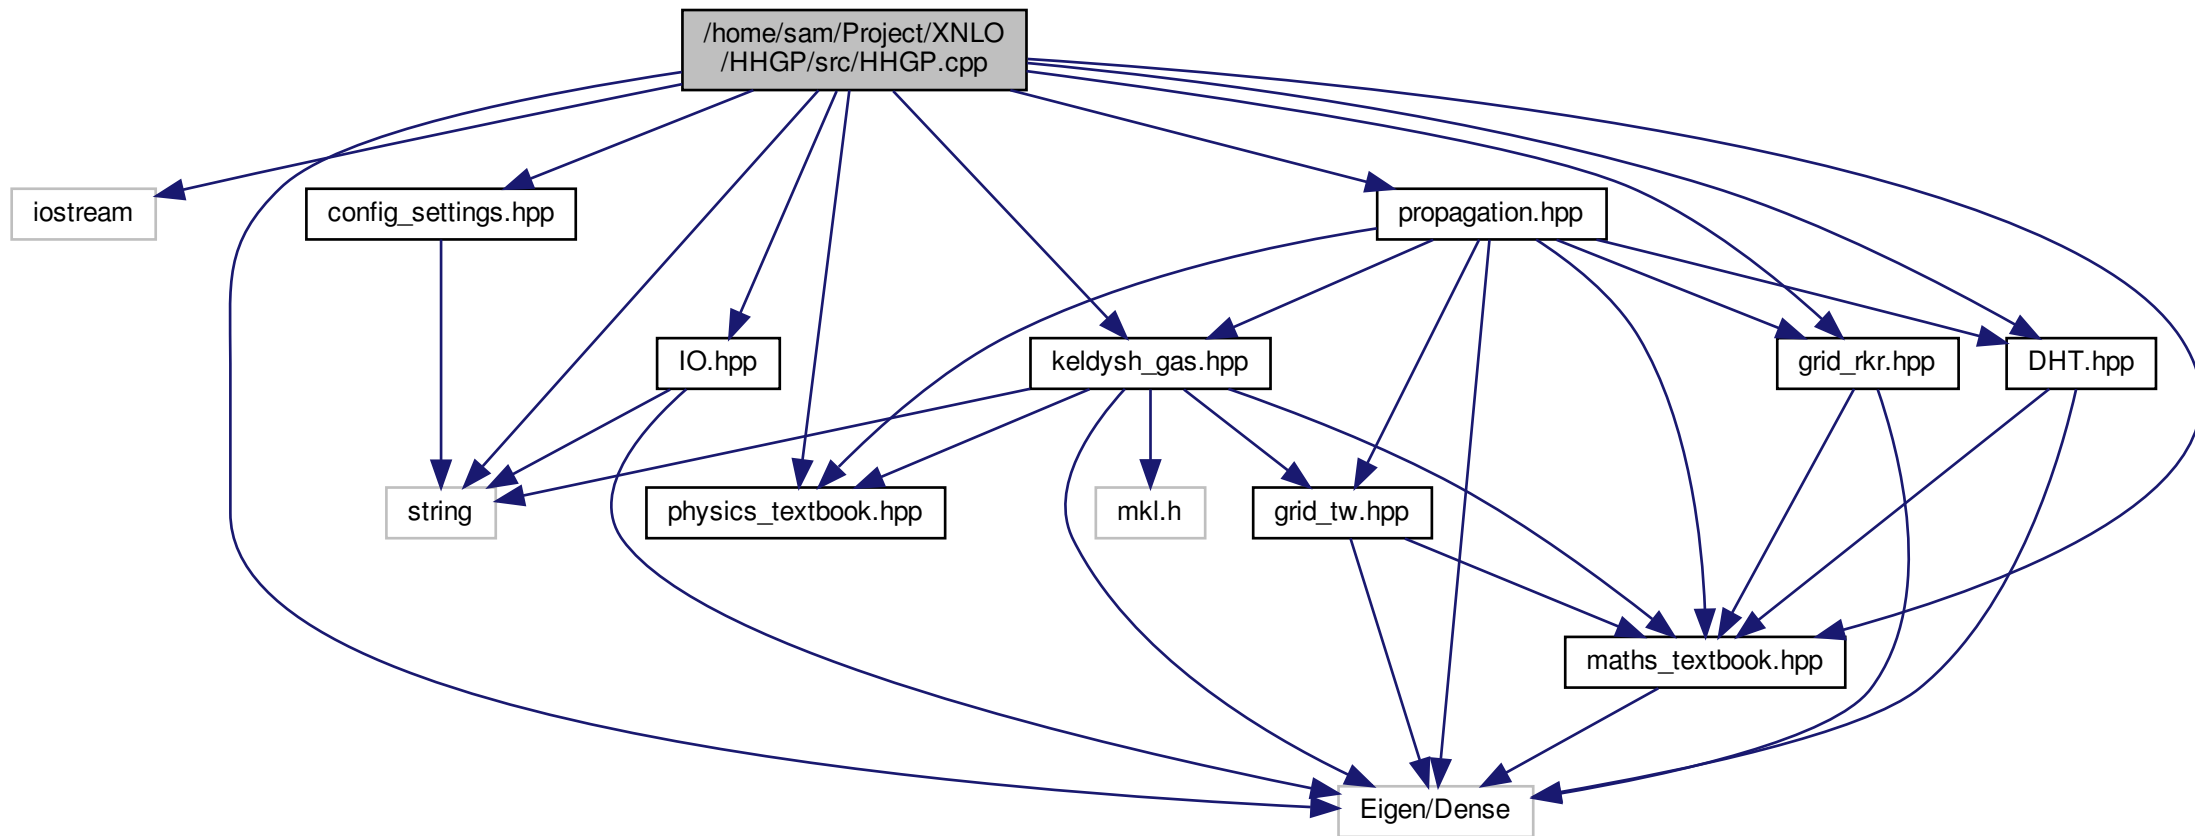 /home/sam/Project/XNLO
/HHGP/src/HHGP.cpp
iostream
config_settings.hpp
propagation.hpp
IO.hpp
keldysh_gas.hpp
grid_rkr.hpp
DHT.hpp
string
physics_textbook.hpp
mkl.h
grid_tw.hpp
maths_textbook.hpp
Eigen/Dense